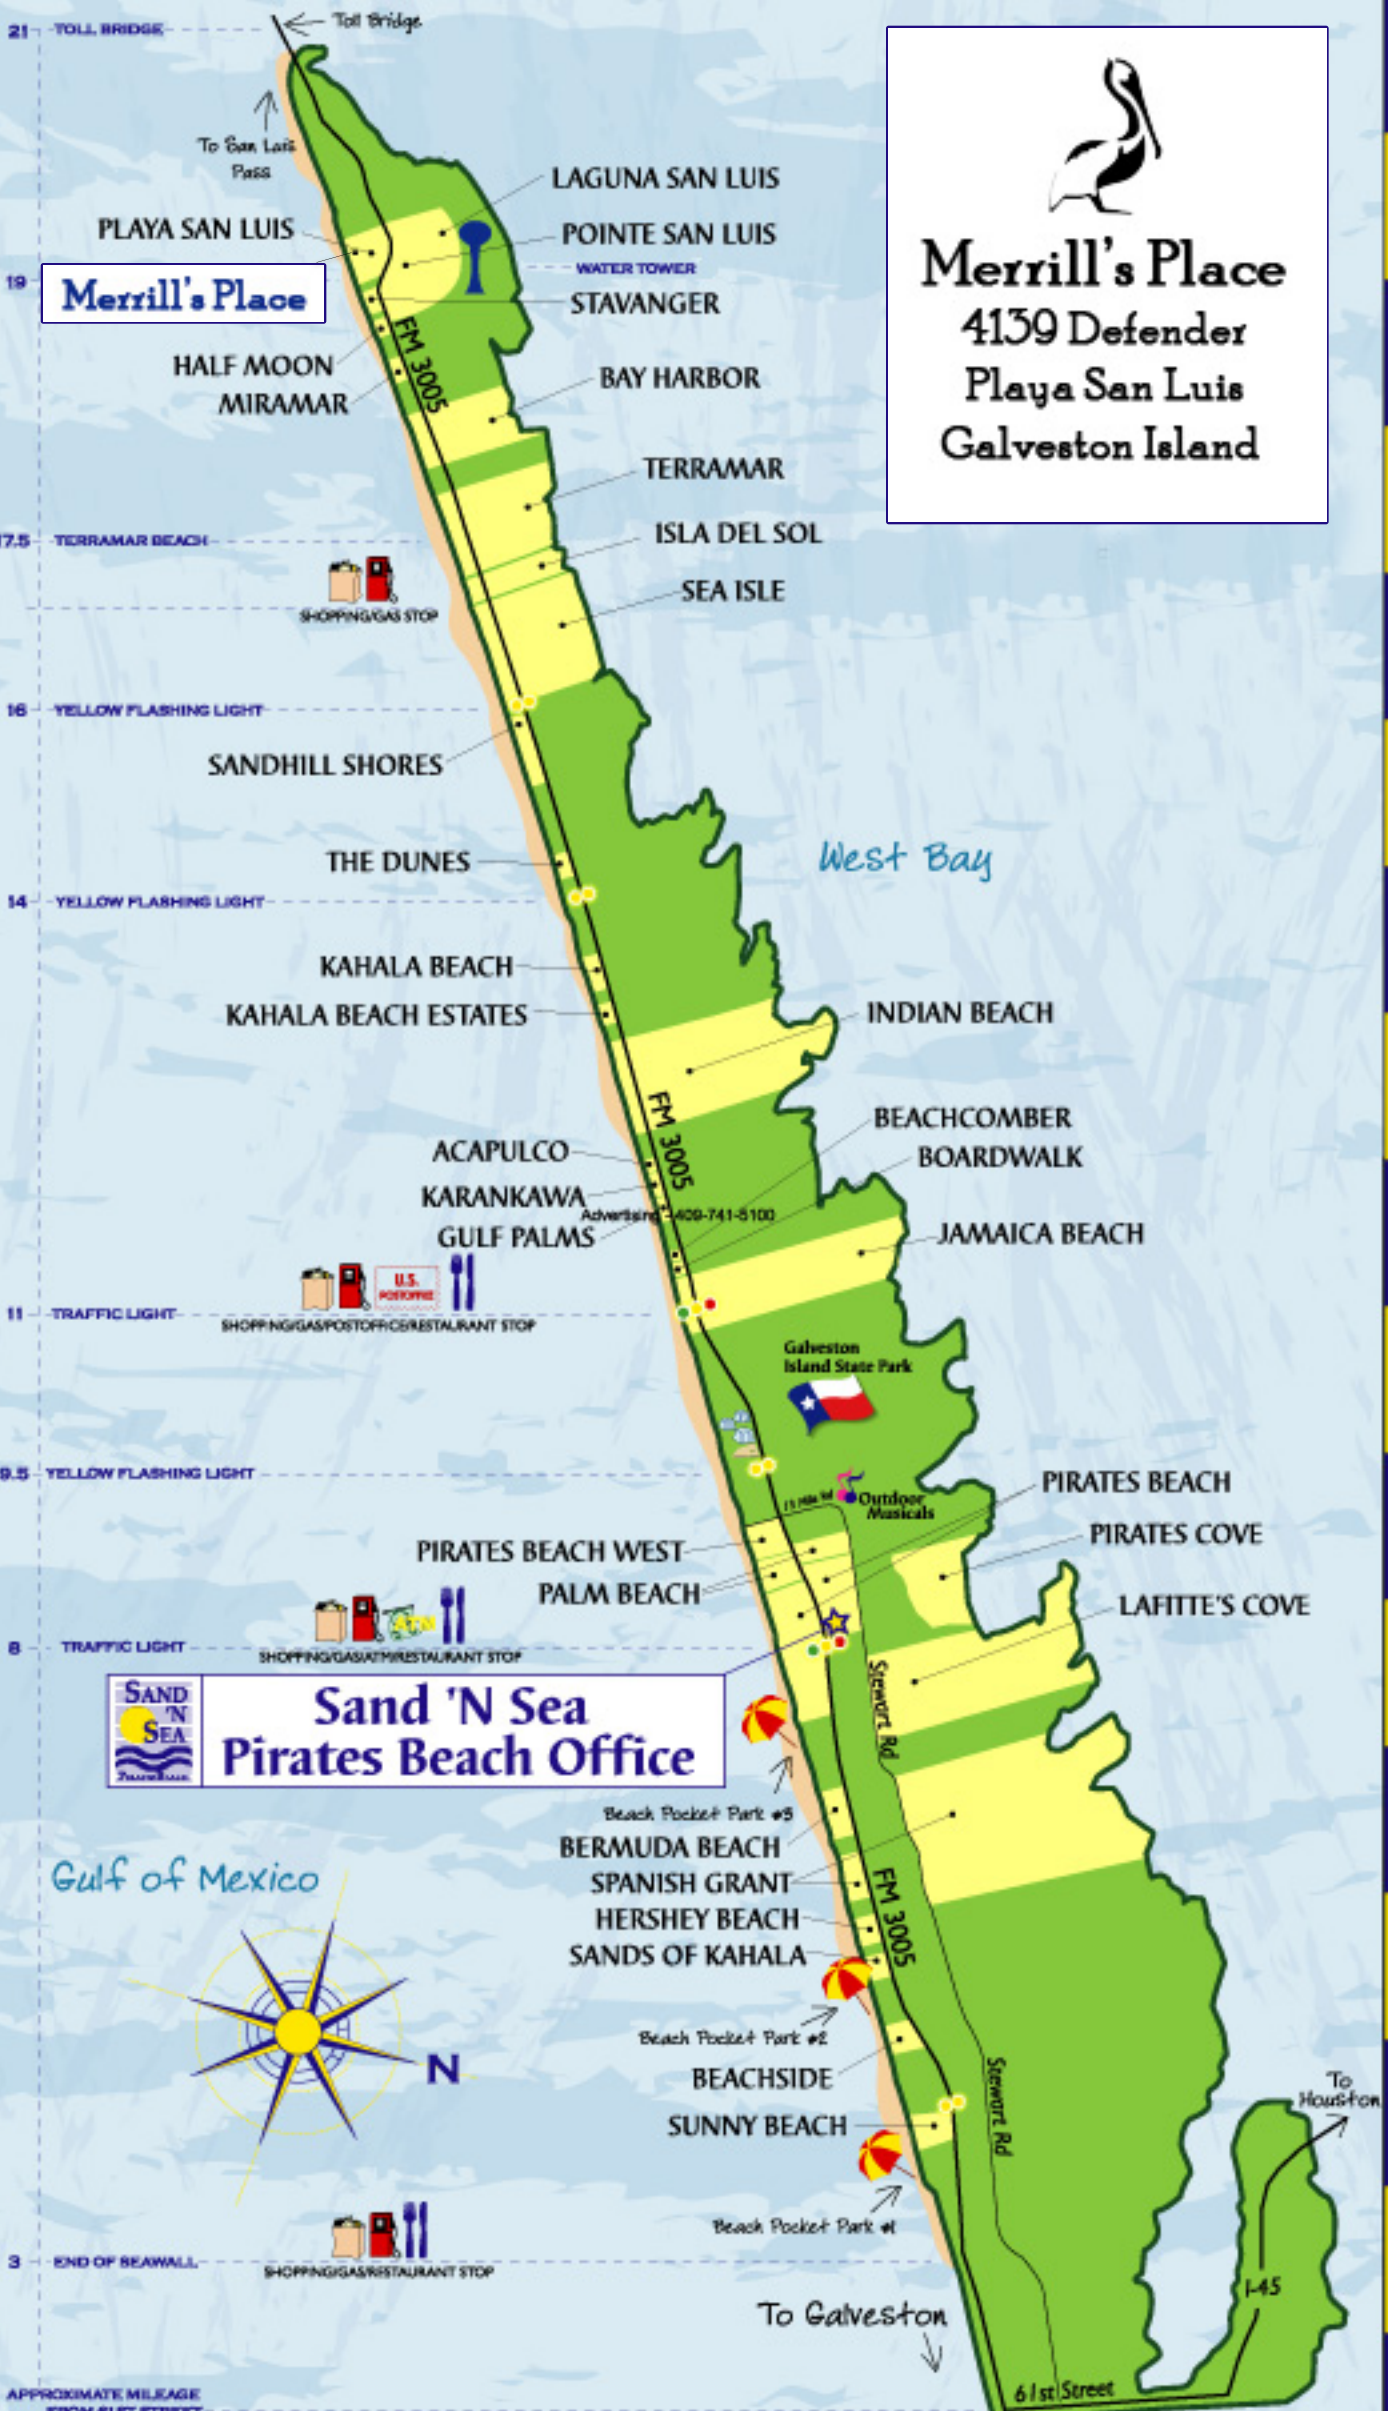 21 TOLL BRIDGE
Toll Bridge
To San Luis
Pass
LAGUNA SAN LUIS
PLAYA SAN LUIS
POINTE SAN LUIS
WATER TOWER
19
Merrill's Place
STAVANGER
Merrill's Place
4139 Defender
Playa San Luis
Galveston Island
FM 3005
HALF MOON
MIRAMAR
BAY HARBOR
TERRAMAR
ISLA DEL SOL
17.5 TERRAMAR BEACH
SHOPPING/GAS STOP
SEA ISLE
16 YELLOW FLASHING LIGHT
SANDHILL SHORES
West Bay
THE DUNES
14 YELLOW FLASHING LIGHT
KAHALA BEACH
KAHALA BEACH ESTATES
INDIAN BEACH
FM 3005
BEACHCOMBER
BOARDWALK
ACAPULCO
KARANKAWA
Advertising 409-741-5100
GULF PALMS
JAMAICA BEACH
U.S.
POSTOFFICE
11 TRAFFIC LIGHT
SHOPPING/GAS/POSTOFFICE/RESTAURANT STOP
Galveston
Island State Park
9.5 YELLOW FLASHING LIGHT
13 Mile Rd
Outdoor
Musicals
PIRATES BEACH
PIRATES COVE
PIRATES BEACH WEST
PALM BEACH
LAFITTE'S COVE
ATM
8 TRAFFIC LIGHT
SHOPPING/GAS/ATM/RESTAURANT STOP
Stewart Rd
SAND
'N
SEA
Sand 'N Sea
Pirates Beach Office
Beach Pocket Park #3
BERMUDA BEACH
SPANISH GRANT
HERSHEY BEACH
SANDS OF KAHALA
FM 3005
Gulf of Mexico
N
Beach Pocket Park #2
BEACHSIDE
Stewart Rd
SUNNY BEACH
Beach Pocket Park #1
To
Houston
3 END OF SEAWALL
SHOPPING/GAS/RESTAURANT STOP
I-45
To Galveston
61st Street
APPROXIMATE MILEAGE
FROM 61ST STREET